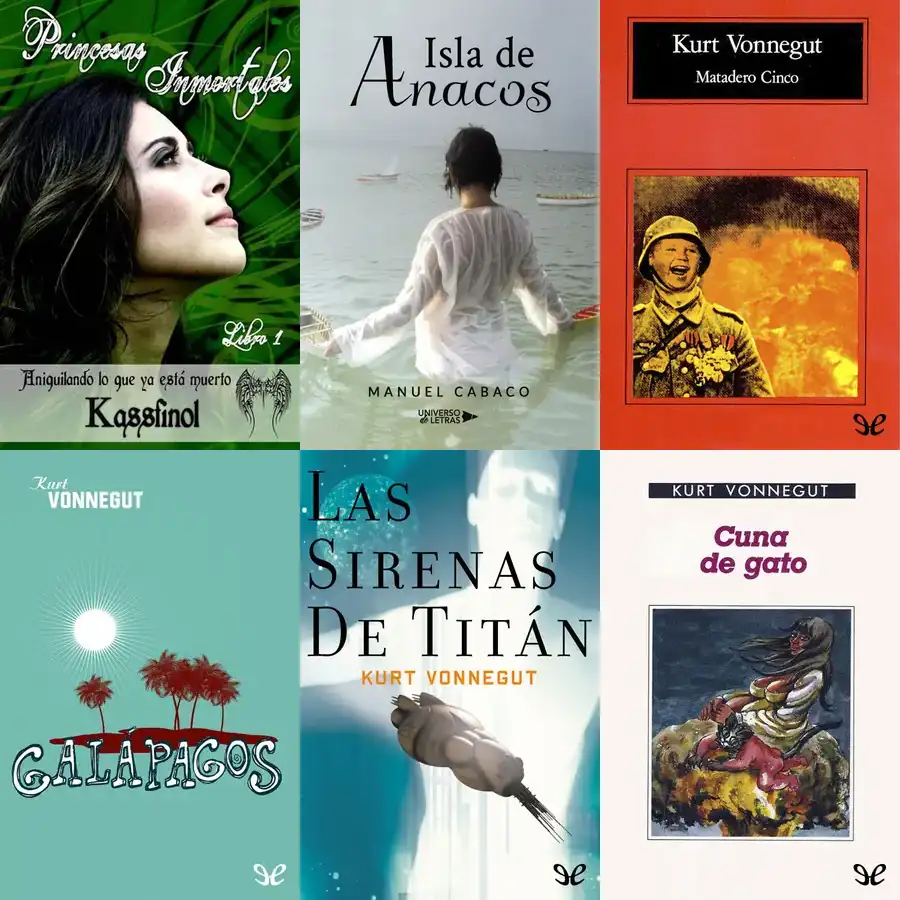 Princesas
Inmortales
Libro 1
Aniquilando lo que ya está muerto
Kassfinol
Isla de
Anacos
MANUEL CABACO
UNIVERSO
de LETRAS
Kurt Vonnegut
Matadero Cinco
Kurt
VONNEGUT
GALÁPAGOS
LAS
SIRENAS
DE TITÁN
KURT VONNEGUT
KURT VONNEGUT
Cuna
de gato